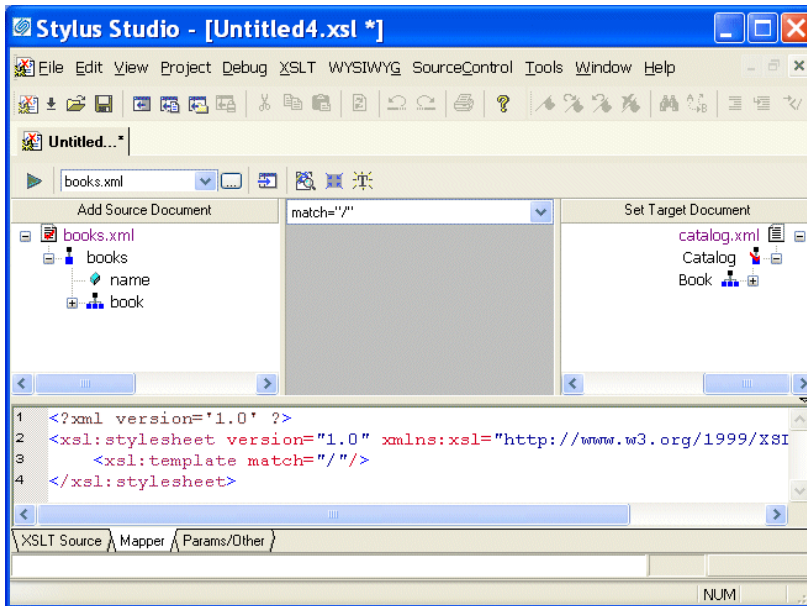 Stylus Studio - [Untitled4.xsl *]
File Edit View Project Debug XSLT WYSIWYG SourceControl Tools Window Help
Untitled...*
books.xml
Add Source Document
match="/"
Set Target Document
books.xml
catalog.xml
books
Catalog
name
Book
book
1 <?xml version='1.0' ?>
2 <xsl:stylesheet version="1.0" xmlns:xsl="http://www.w3.org/1999/XSl
3 <xsl:template match="/"/>
4 </xsl:stylesheet>
XSLT Source Mapper Params/Other
NUM